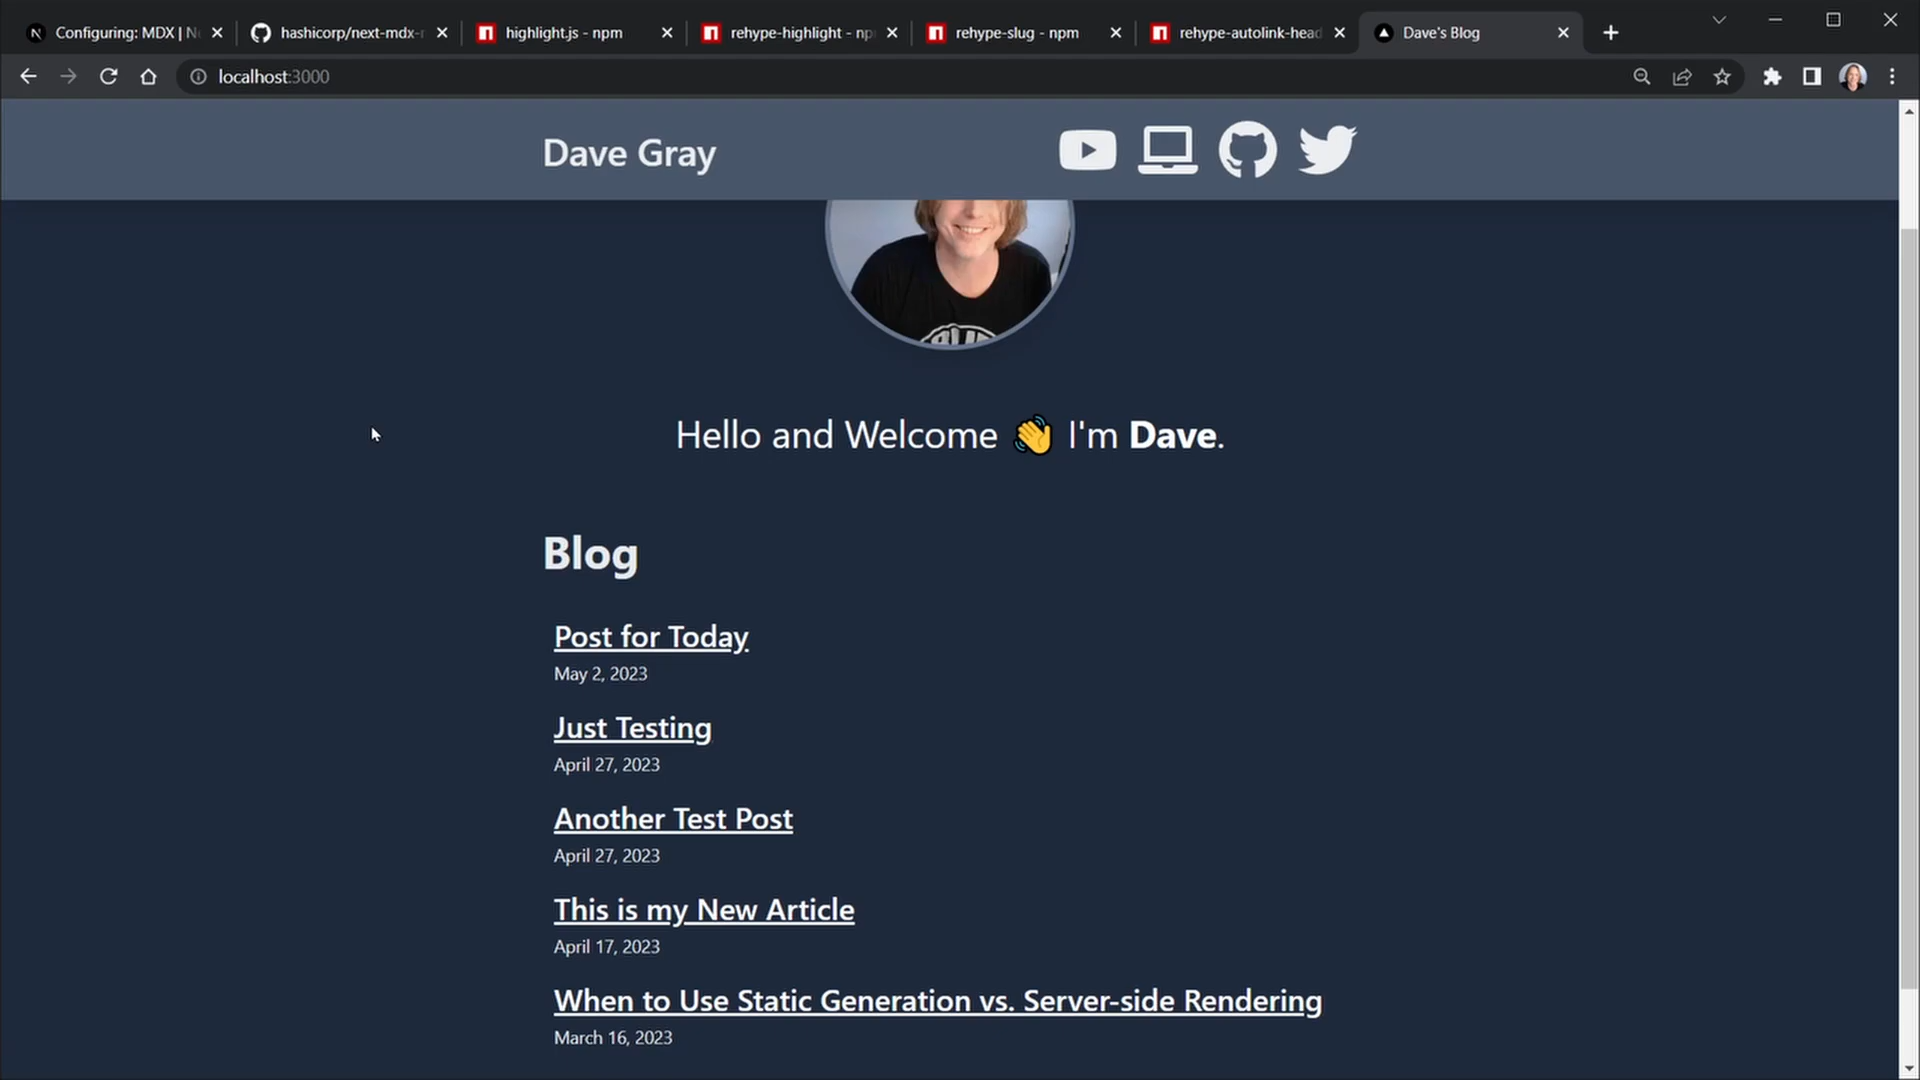 Configuring: MDX | N
hashicorp/next-mdx-r
highlight.js - npm
rehype-highlight - np
rehype-slug - npm
rehype-autolink-head
Dave's Blog
localhost:3000
Dave Gray
Hello and Welcome 👋 I'm Dave.
Blog
Post for Today
May 2, 2023
Just Testing
April 27, 2023
Another Test Post
April 27, 2023
This is my New Article
April 17, 2023
When to Use Static Generation vs. Server-side Rendering
March 16, 2023